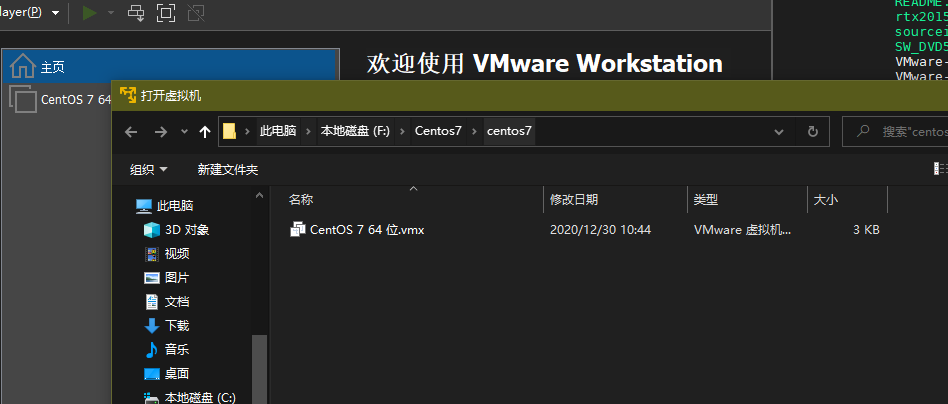 layer(P)
README.
rtx2015
sourcei
SW_DVD5
VMware-
VMware-
主页
欢迎使用 VMware Workstation
CentOS 7 64
打开虚拟机
此电脑 本地磁盘 (F:) Centos7 centos7
搜索"centos
组织 新建文件夹
名称 修改日期 类型 大小
CentOS 7 64 位.vmx 2020/12/30 10:44 VMware 虚拟机... 3 KB
此电脑
3D 对象
视频
图片
文档
下载
音乐
桌面
本地磁盘 (C:)